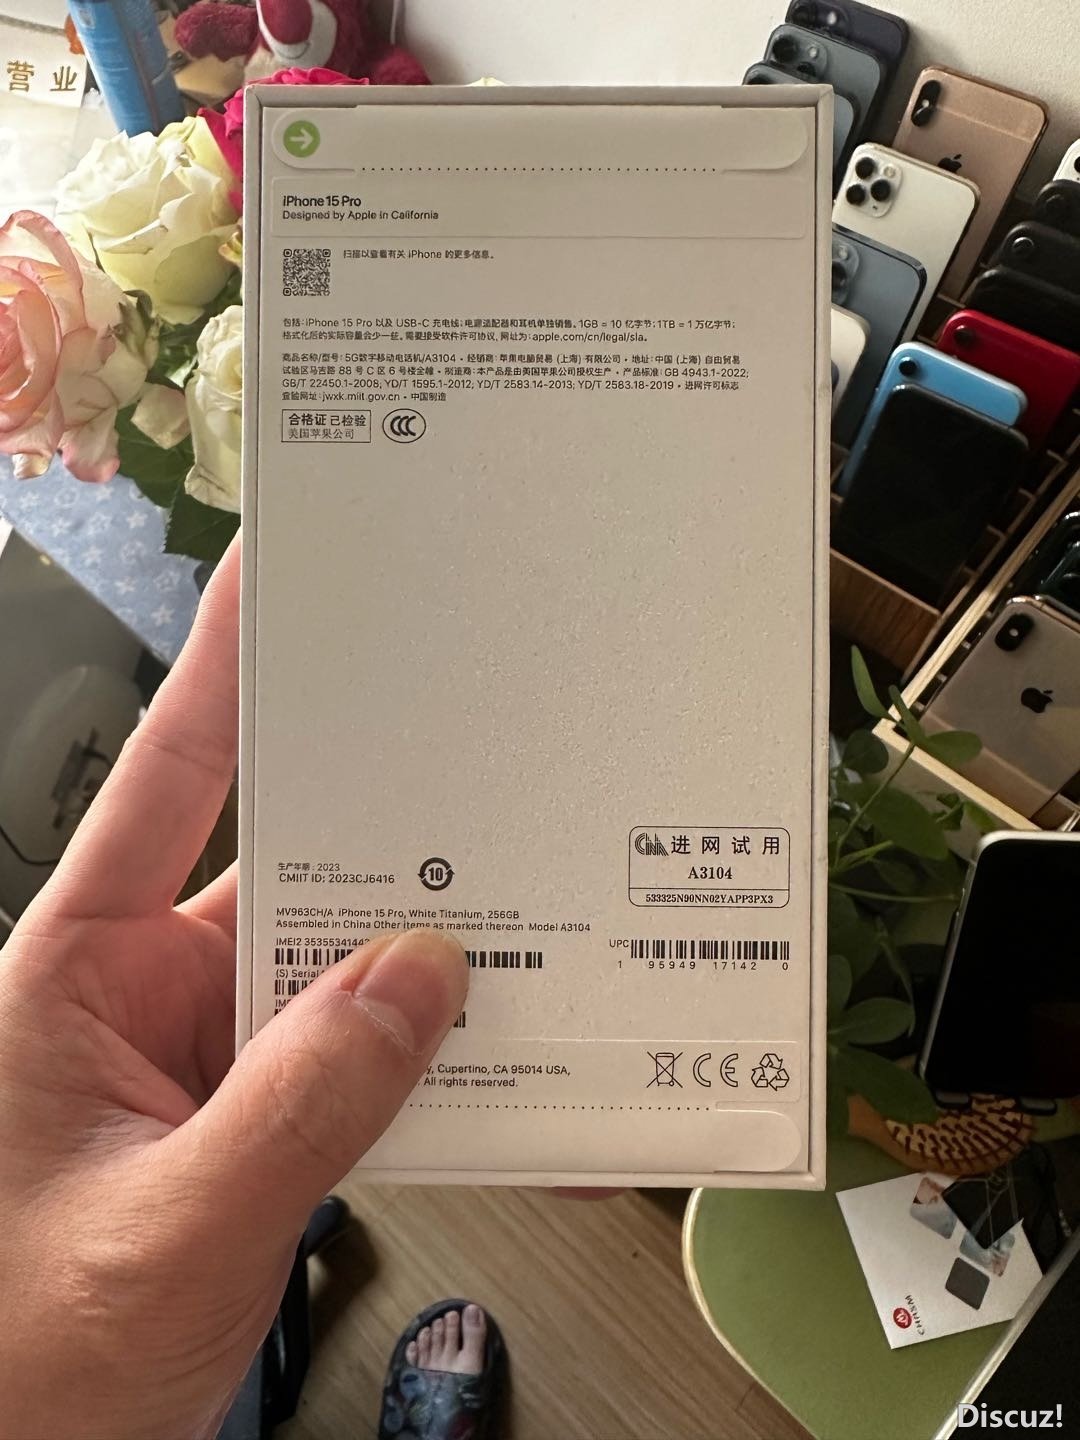 营 业
iPhone 15 Pro
Designed by Apple in California
扫描以查看有关 iPhone 的更多信息。
包括：iPhone 15 Pro 以及 USB-C 充电线；电源适配器和耳机单独销售。1GB = 10 亿字节；1TB = 1 万亿字节；
格式化后的实际容量会少一些。需要接受软件许可协议，网址为：apple.com/cn/legal/sla.
商品名称/型号：5G数字移动电话机/A3104 • 经销商：苹果电脑贸易（上海）有限公司 • 地址：中国（上海）自由贸易
试验区马吉路 88 号 C 区 6 号楼全幢 • 制造商：本产品是由美国苹果公司授权生产 • 产品标准：GB 4943.1-2022;
GB/T 22450.1-2008; YD/T 1595.1-2012; YD/T 2583.14-2013; YD/T 2583.18-2019 • 进网许可标志
查验网址：jwxk.miit.gov.cn • 中国制造
合格证 已检验
美国苹果公司
CCC
生产年期：2023
CMIIT ID: 2023CJ6416
10
进 网 试 用
A3104
533325N90NN02YAPP3PX3
MV963CH/A iPhone 15 Pro, White Titanium, 256GB
Assembled in China Other items as marked thereon Model A3104
IMEI2 3535534144
UPC
1 95949 17142 0
(S) Serial
IME
Cupertino, CA 95014 USA,
All rights reserved.
CE
CHASM
Discuz!